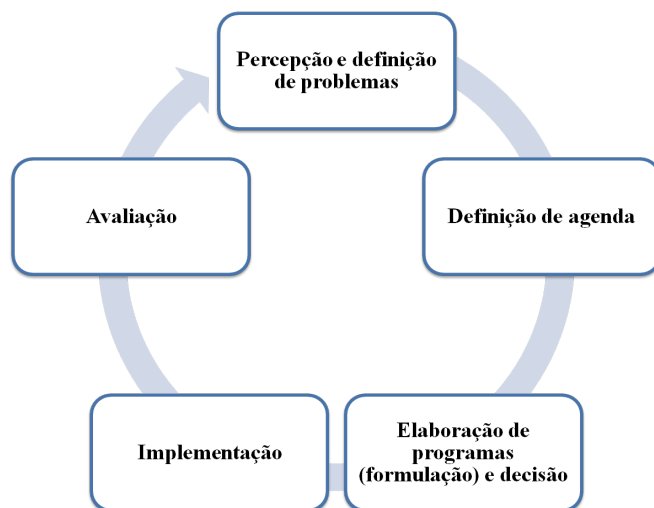 Percepção e definição
de problemas
Definição de agenda
Elaboração de
programas
(formulação) e decisão
Implementação
Avaliação